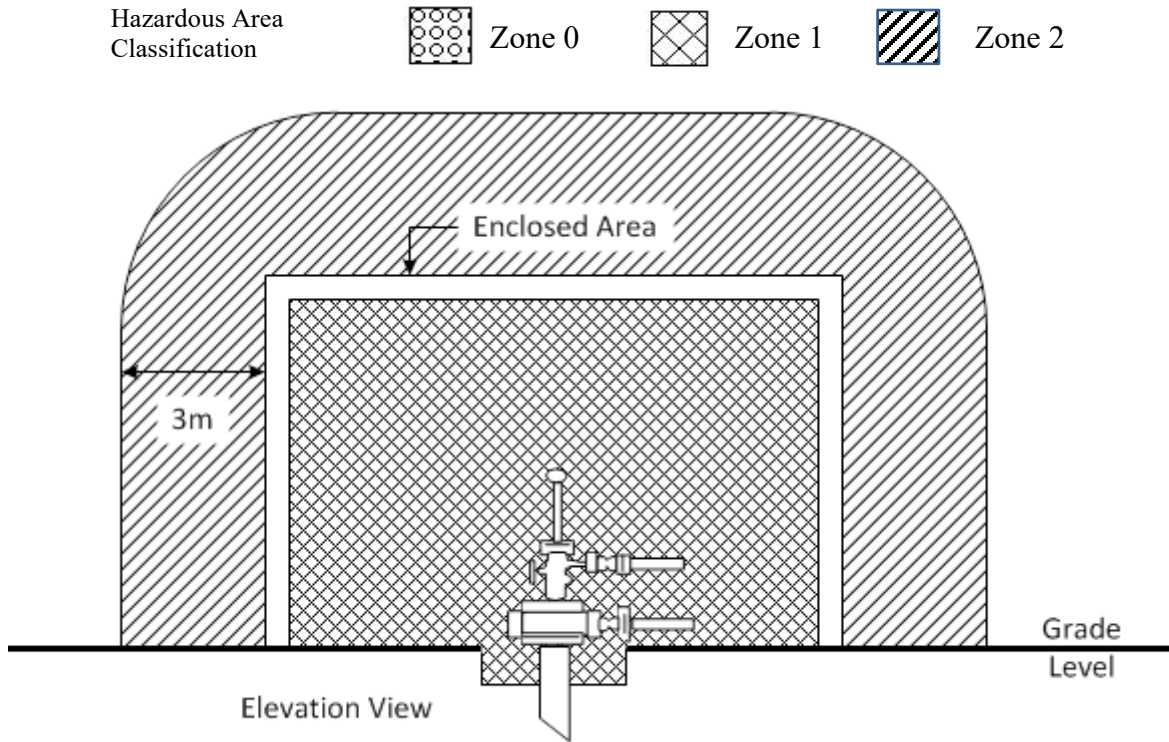 Hazardous Area
Classification
Zone 0
Zone 1
Zone 2
Enclosed Area
3m
Grade
Level
Elevation View